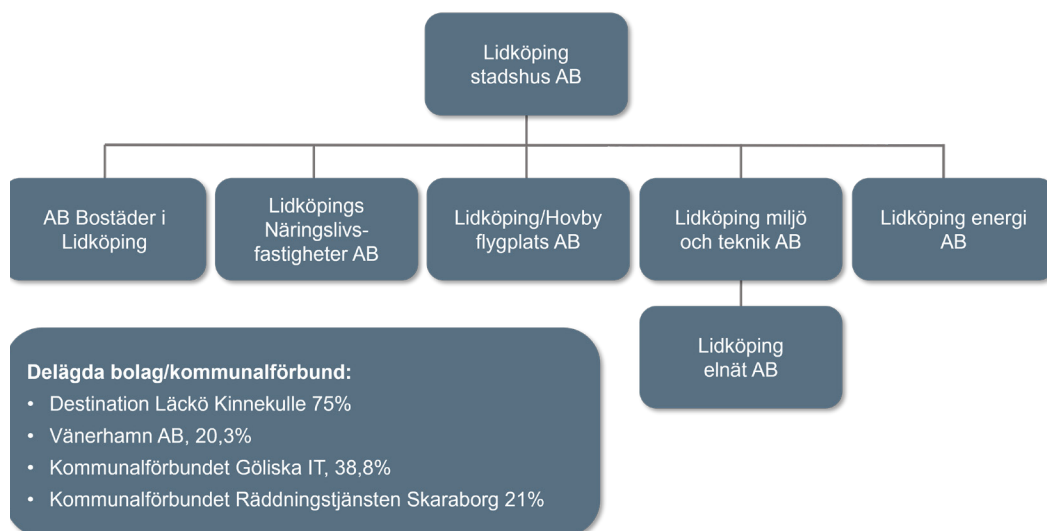 Lidköping
stadshus AB
AB Bostäder i
Lidköping
Lidköpings
Näringslivs-
fastigheter AB
Lidköping/Hovby
flygplats AB
Lidköping miljö
och teknik AB
Lidköping energi
AB
Lidköping
elnät AB
Delägda bolag/kommunalförbund:
• Destination Läckö Kinnekulle 75%
• Vänerhamn AB, 20,3%
• Kommunalförbundet Göliska IT, 38,8%
• Kommunalförbundet Räddningstjänsten Skaraborg 21%